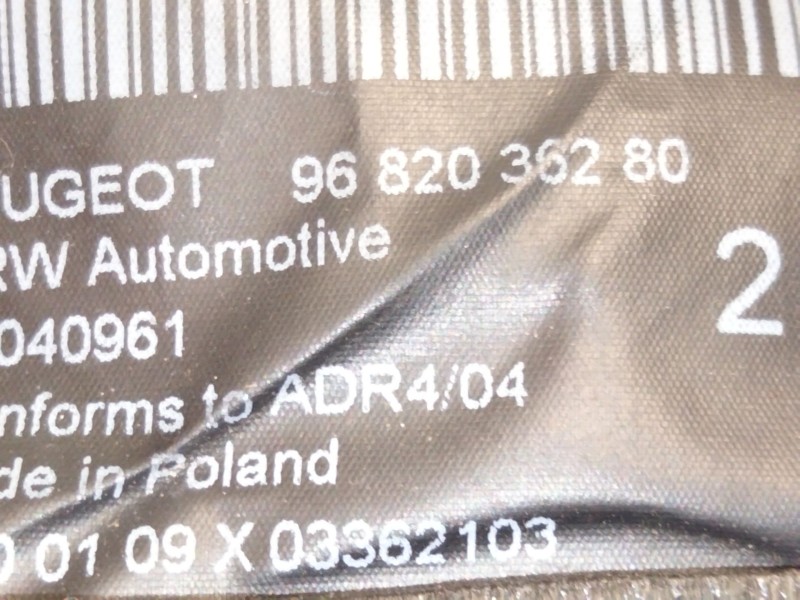 UGEOT 96 820 362 80
RW Automotive
2
040961
nforms to ADR4/04
de in Poland
0 01 09 X 03362103